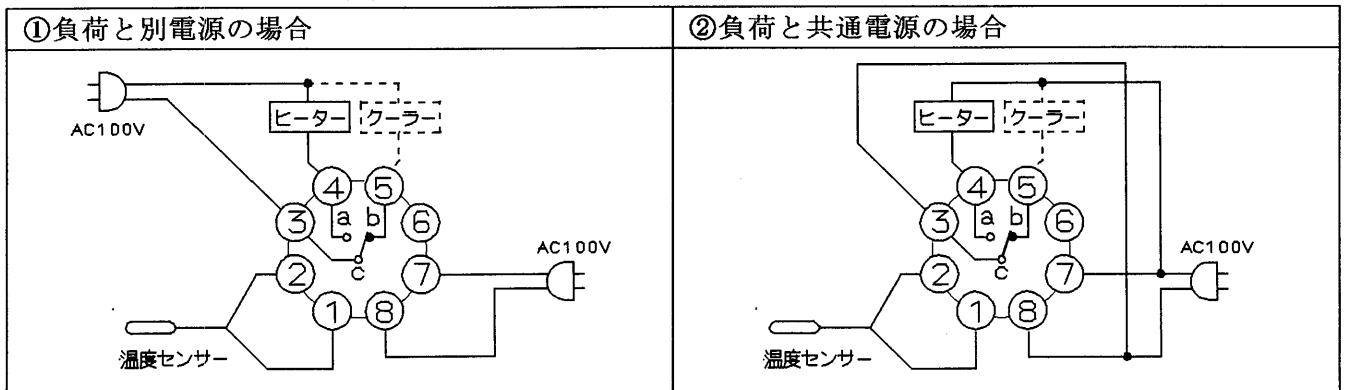 ①負荷と別電源の場合
AC100V
ヒーター クーラー
4 5
3 a b 6
c
2 7
1 8
AC100V
温度センサー
②負荷と共通電源の場合
ヒーター クーラー
4 5
3 a b 6
c
2 7
1 8
AC100V
温度センサー